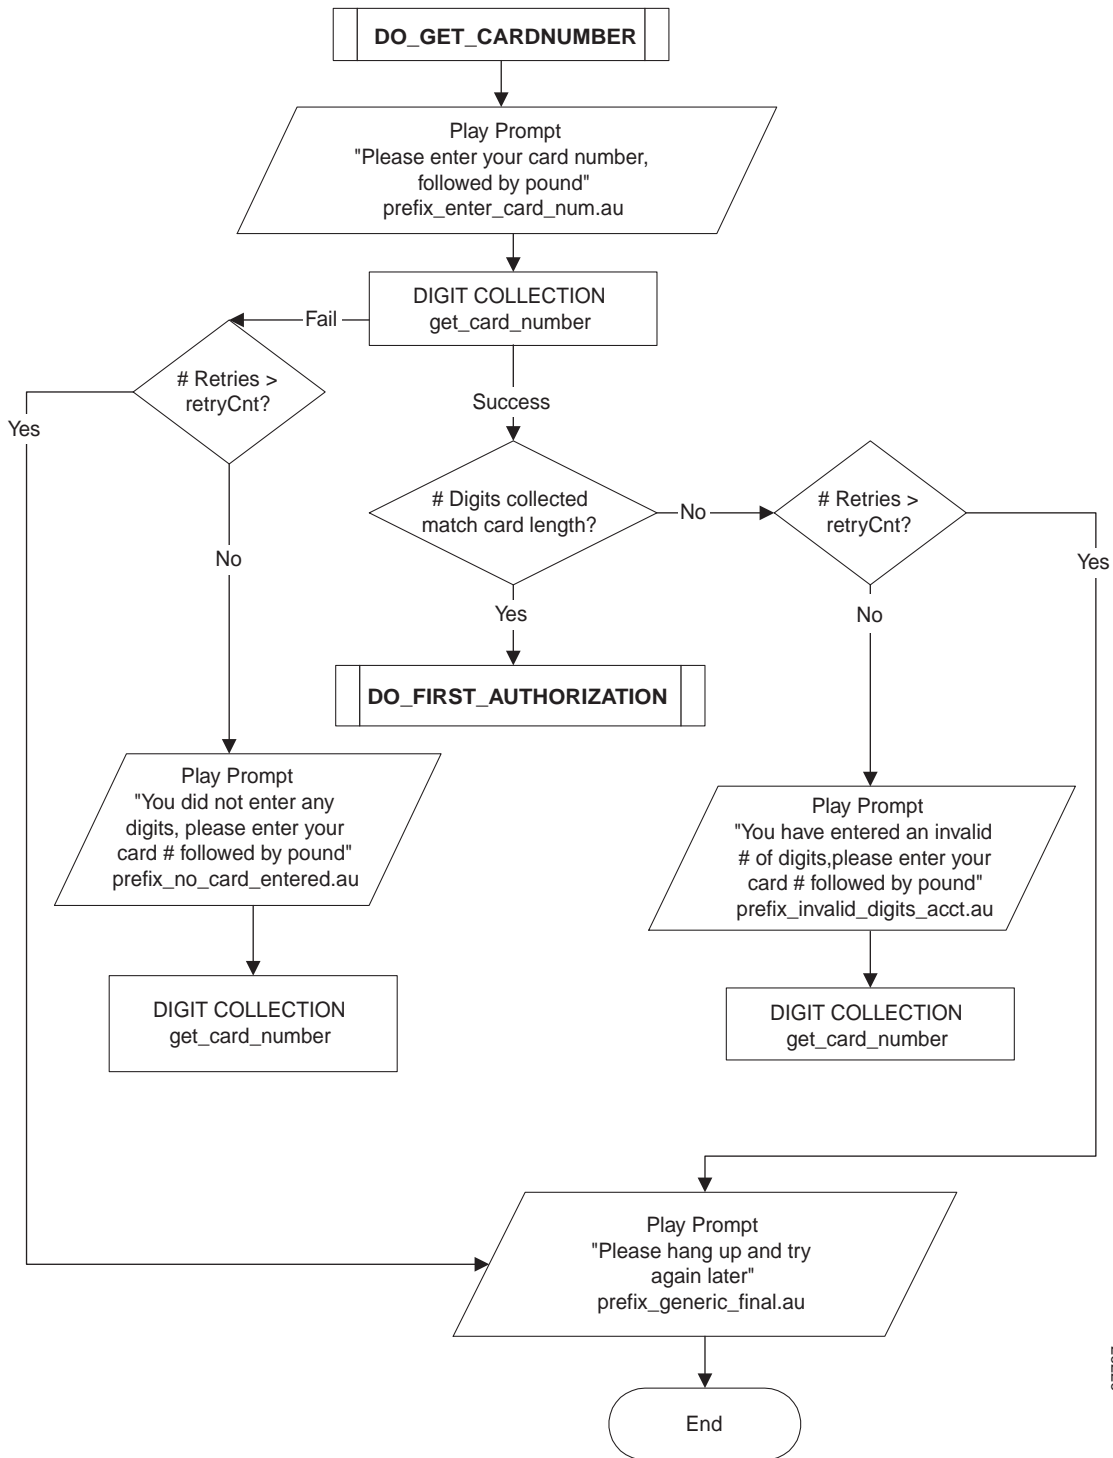 DO_GET_CARDNUMBER
Play Prompt
"Please enter your card number,
followed by pound"
prefix_enter_card_num.au
DIGIT COLLECTION
get_card_number
Fail
# Retries >
retryCnt?
Yes
Success
# Digits collected
match card length?
No
# Retries >
retryCnt?
No
Yes
Yes
No
DO_FIRST_AUTHORIZATION
Play Prompt
"You did not enter any
digits, please enter your
card # followed by pound"
prefix_no_card_entered.au
Play Prompt
"You have entered an invalid
# of digits,please enter your
card # followed by pound"
prefix_invalid_digits_acct.au
DIGIT COLLECTION
get_card_number
DIGIT COLLECTION
get_card_number
Play Prompt
"Please hang up and try
again later"
prefix_generic_final.au
End